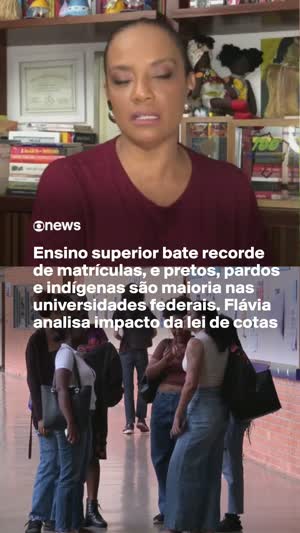 news
Ensino superior bate recorde
de matrículas, e pretos, pardos
e indígenas são maioria nas
universidades federais. Flávia
analisa impacto da lei de cotas